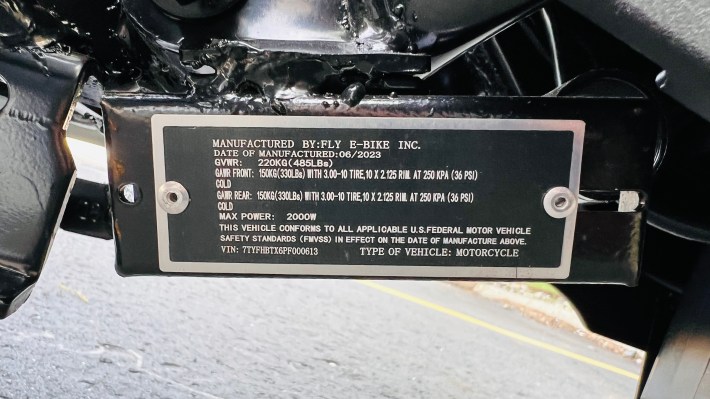 MANUFACTURED BY:FLY E-BIKE INC.
DATE OF MANUFACTURED:06/2023
GVWR: 220KG(485LBs)
GAWR FRONT: 150KG(330LBs) WITH 3.00-10 TIRE,10 X 2.125 RIM. AT 250 KPA (36 PSI)
COLD
GAWR REAR: 150KG(330LBs) WITH 3.00-10 TIRE,10 X 2.125 RIM. AT 250 KPA (36 PSI)
COLD
MAX POWER: 2000W
THIS VEHICLE CONFORMS TO ALL APPLICABLE U.S.FEDERAL MOTOR VEHICLE
SAFETY STANDARDS (FMVSS) IN EFFECT ON THE DATE OF MANUFACTURE ABOVE.
VIN: 7TYFHBTX6PF000613 TYPE OF VEHICLE: MOTORCYCLE